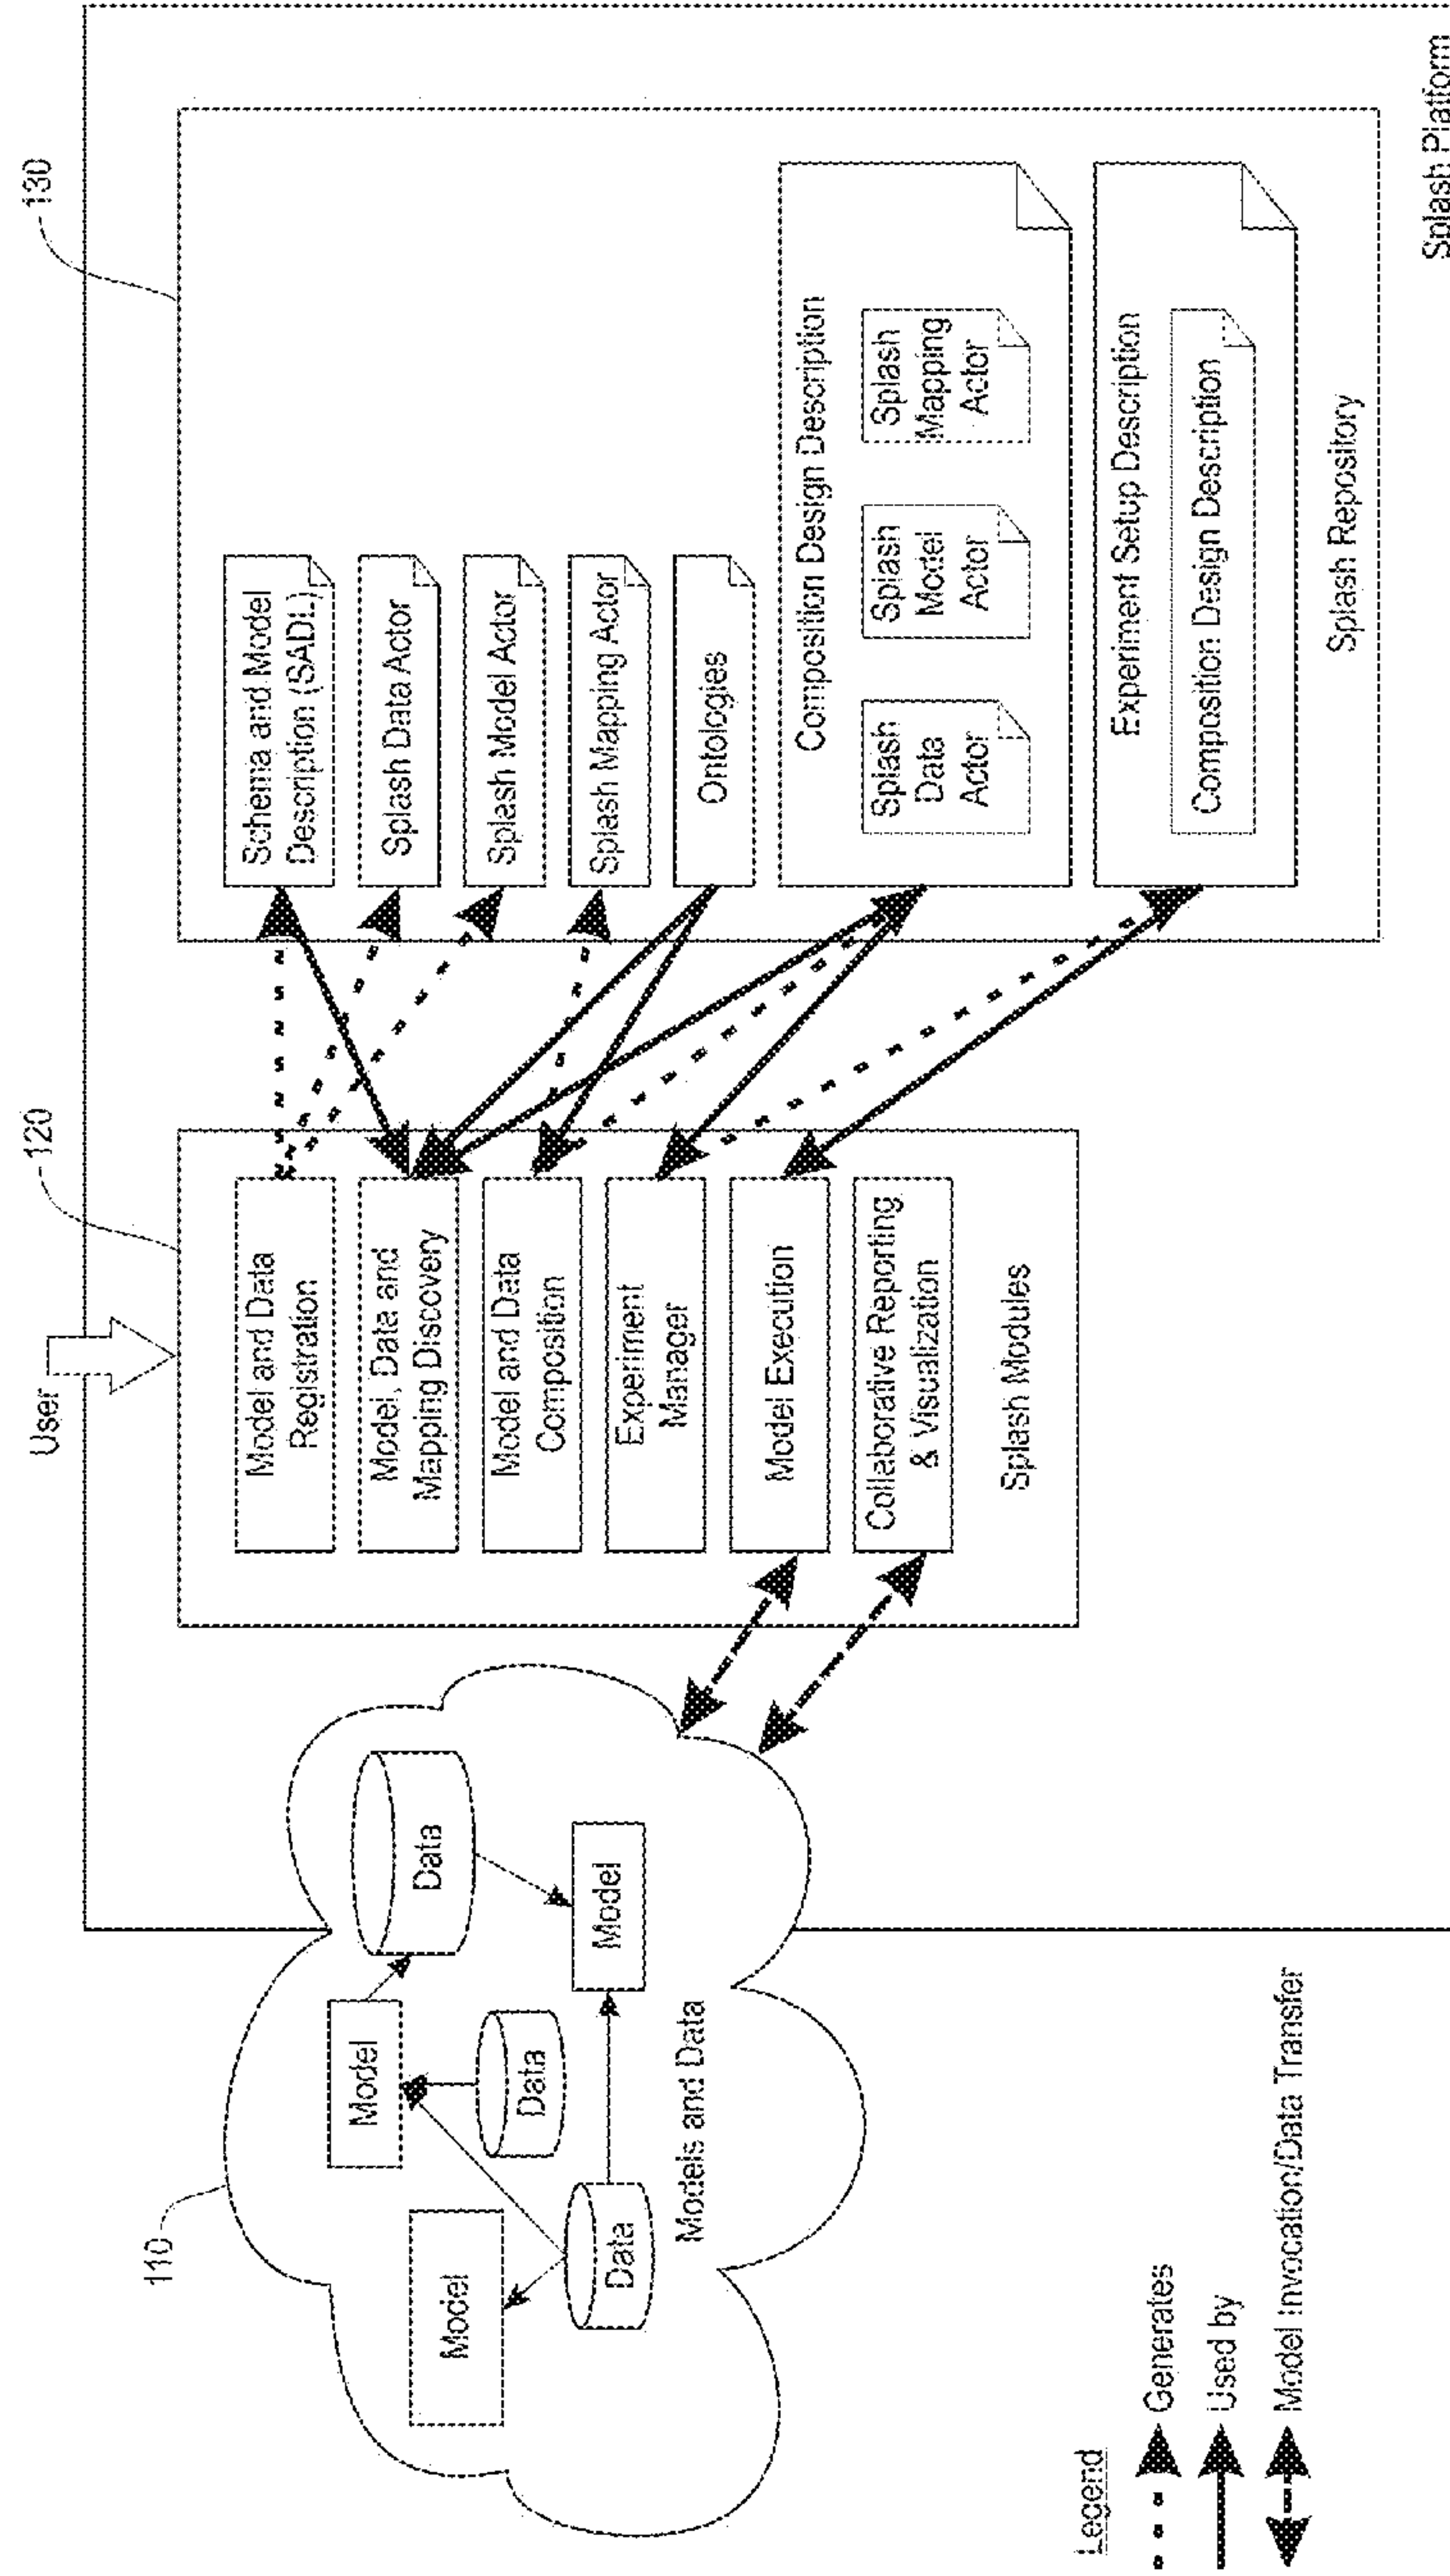 User
120
130
110
Model
Model
Data
Data
Data
Model
Models and Data
Model and Data
Registration
Model, Data and
Mapping Discovery
Model and Data
Composition
Experiment
Manager
Model Execution
Collaborative Reporting
& Visualization
Splash Modules
Schema and Model
Description (SADL)
Splash Data Actor
Splash Model Actor
Splash Mapping Actor
Ontologies
Composition Design Description
Splash
Data
Actor
Splash
Model
Actor
Splash
Mapping
Actor
Experiment Setup Description
Composition Design Description
Splash Repository
Splash Platform
Legend
Generates
Used by
Model Invocation/Data Transfer